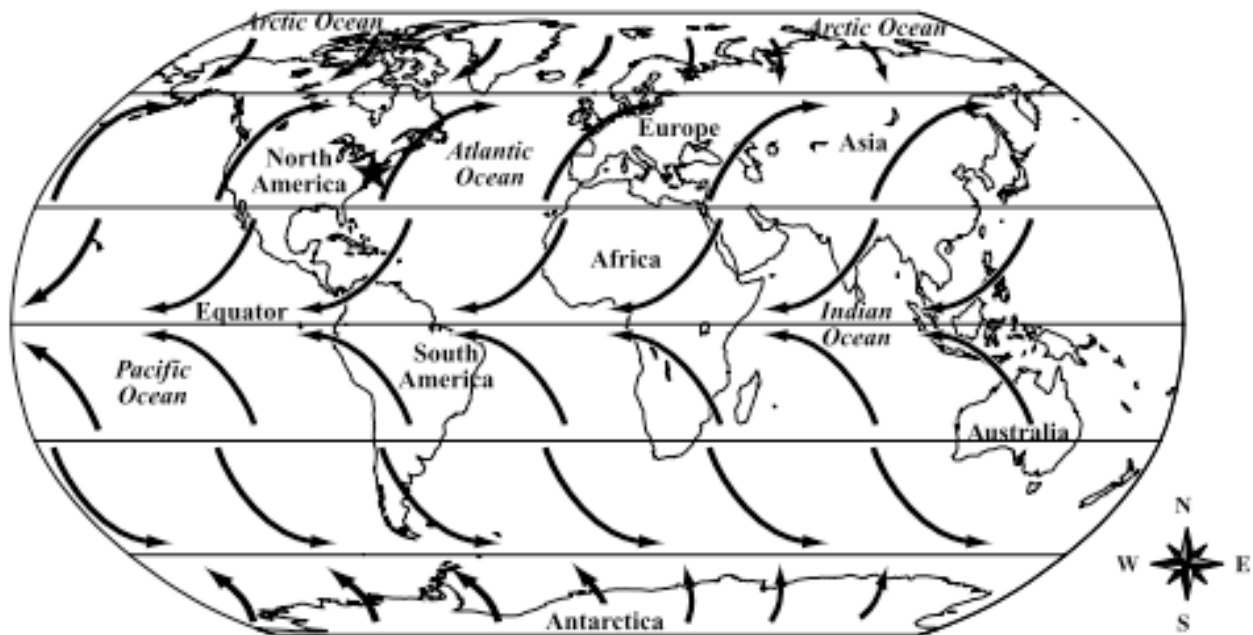 Arctic Ocean
Arctic Ocean
North
America
Atlantic
Ocean
Europe
Asia
Africa
Equator
Indian
Ocean
Pacific
Ocean
South
America
Australia
Antarctica
N
W
E
S